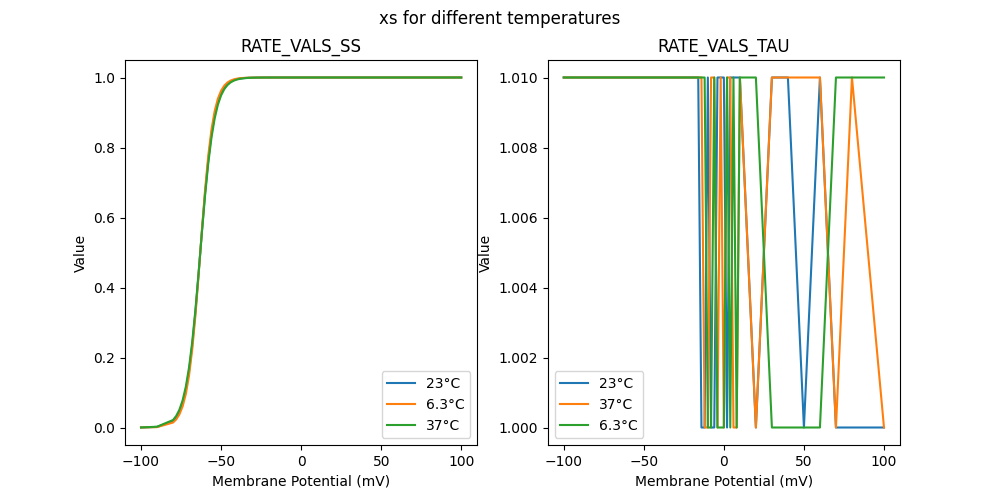 xs for different temperatures
RATE_VALS_SS
RATE_VALS_TAU
Value
1.0
0.8
0.6
0.4
0.2
0.0
23°C
6.3°C
37°C
−100
−50
0
50
100
Membrane Potential (mV)
Value
1.010
1.008
1.006
1.004
1.002
1.000
23°C
37°C
6.3°C
−100
−50
0
50
100
Membrane Potential (mV)